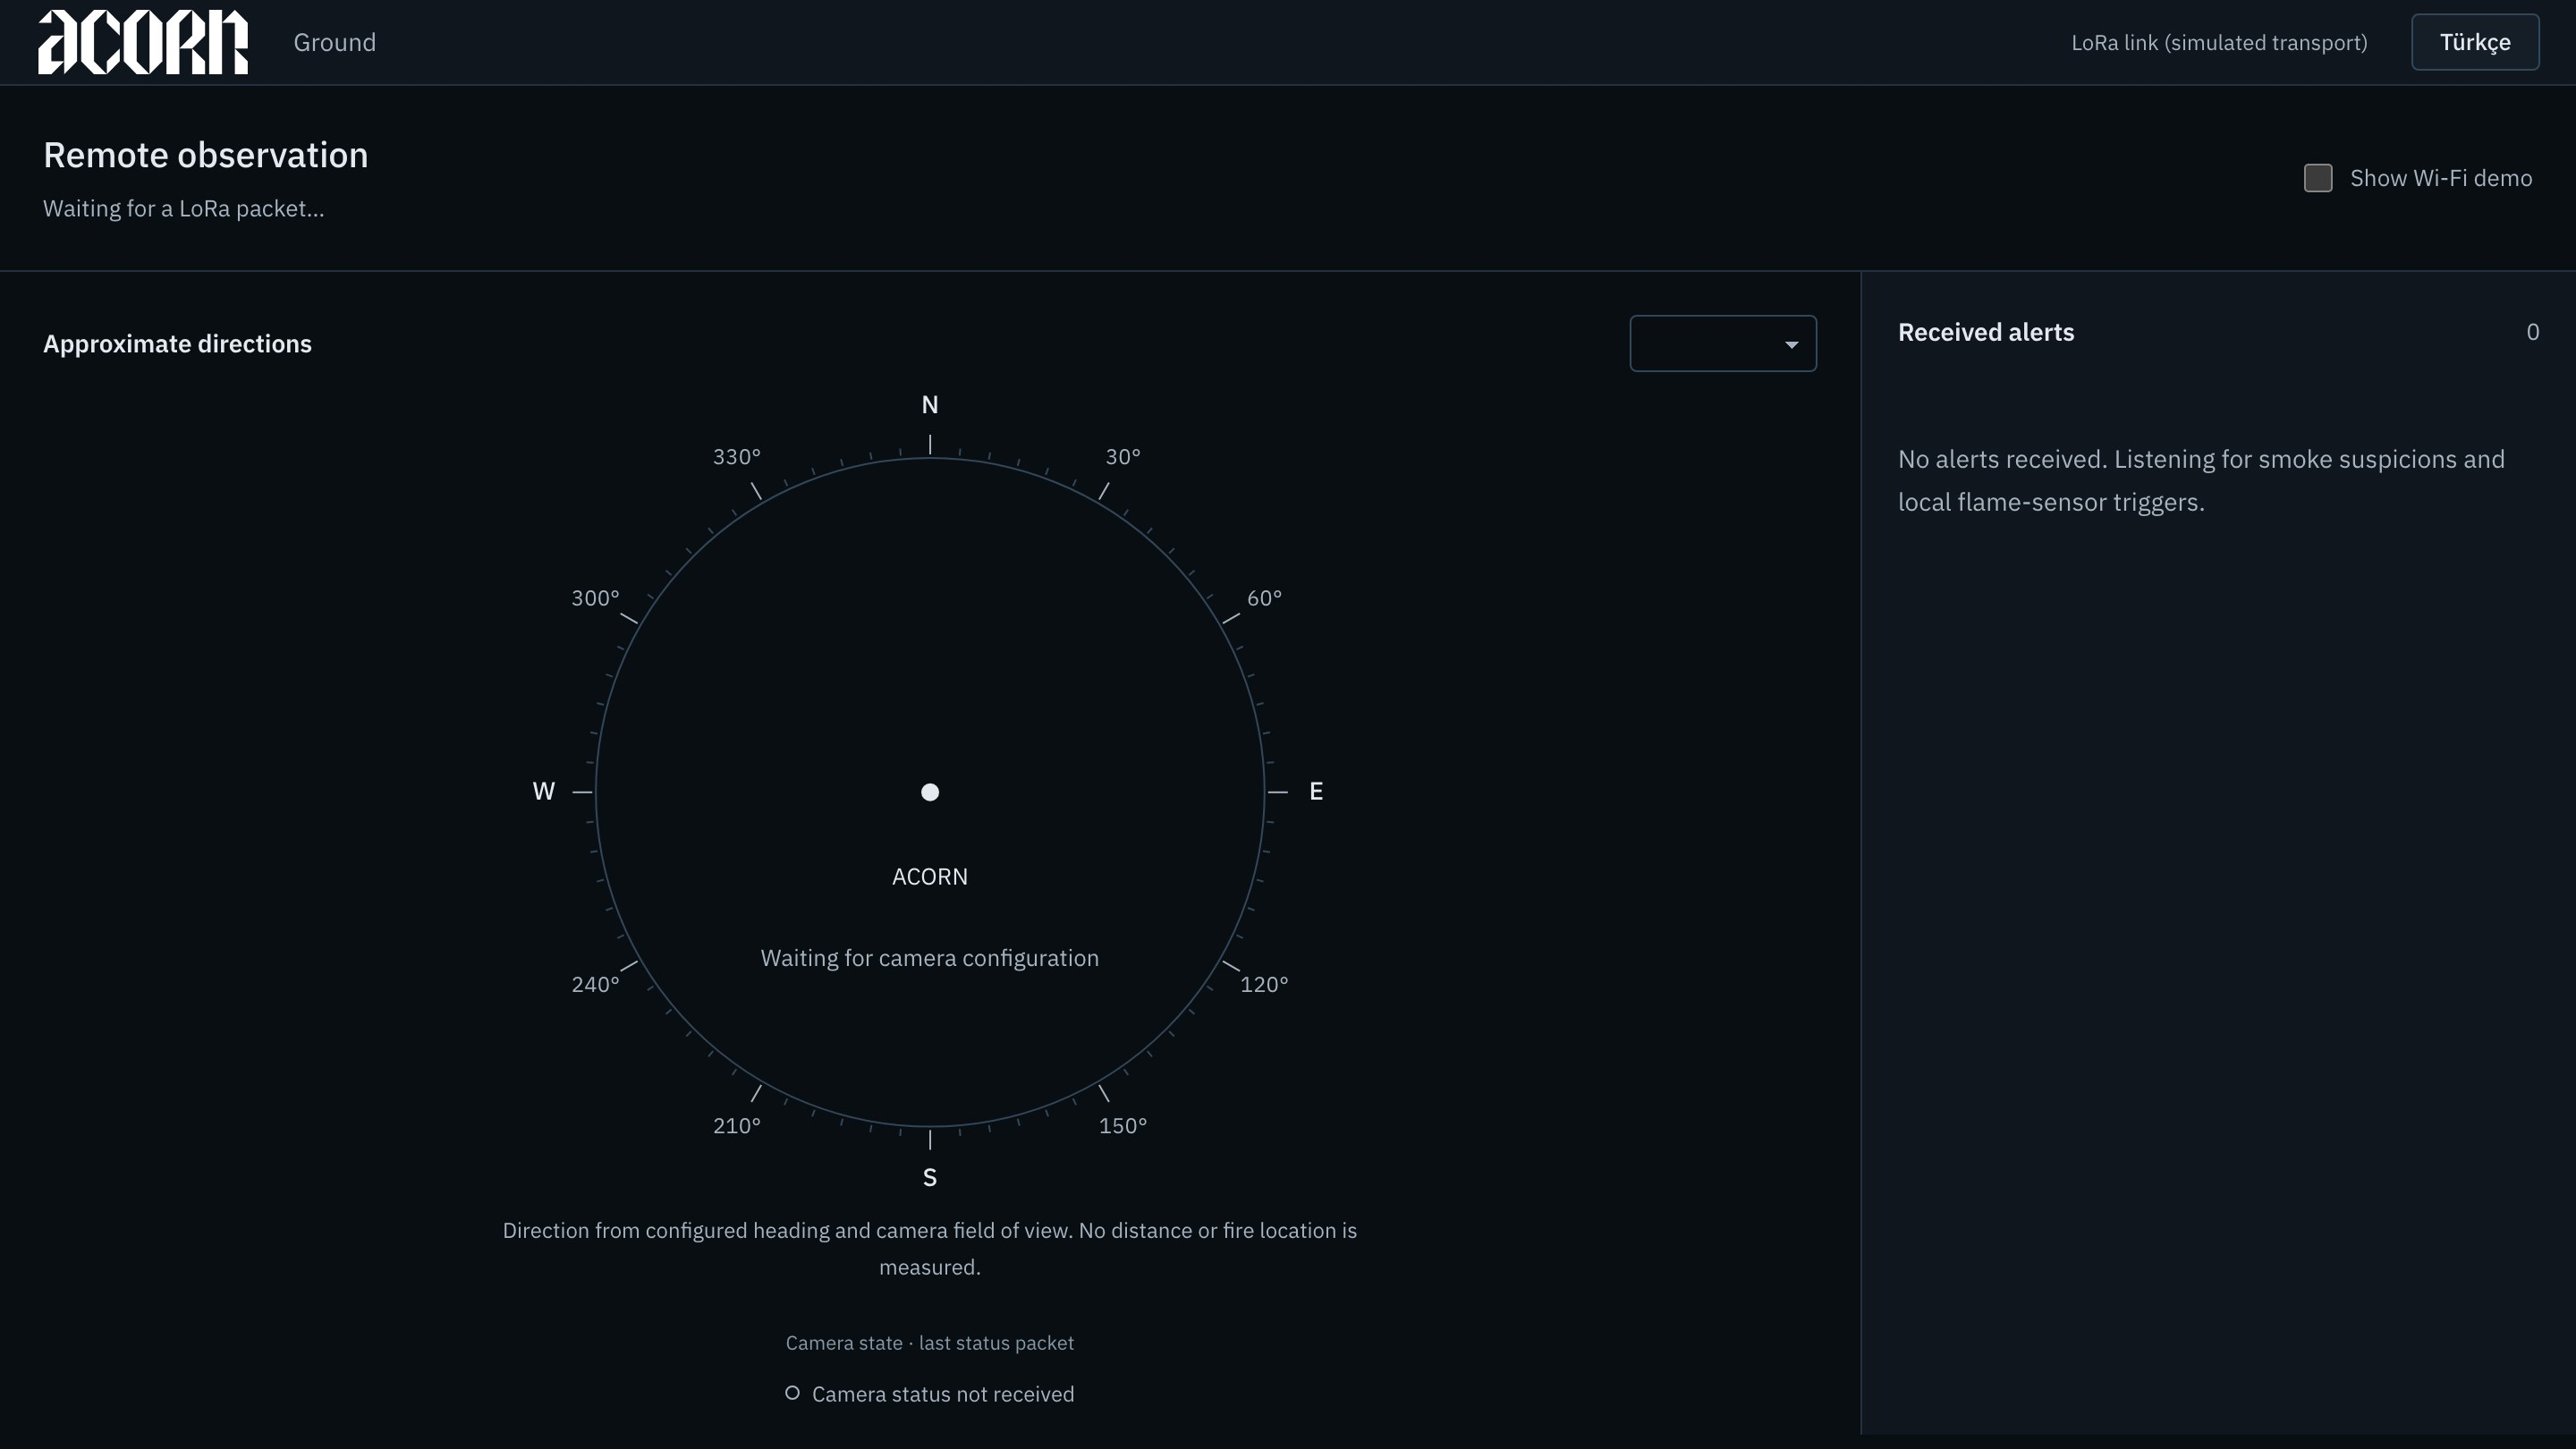 acorn
Ground
LoRa link (simulated transport)
Türkçe
Remote observation
Waiting for a LoRa packet...
Show Wi-Fi demo
Approximate directions
N
330°
30°
300°
60°
W
E
ACORN
Waiting for camera configuration
240°
120°
210°
150°
S
Direction from configured heading and camera field of view. No distance or fire location is
measured.
Camera state · last status packet
Camera status not received
Received alerts
0
No alerts received. Listening for smoke suspicions and
local flame-sensor triggers.